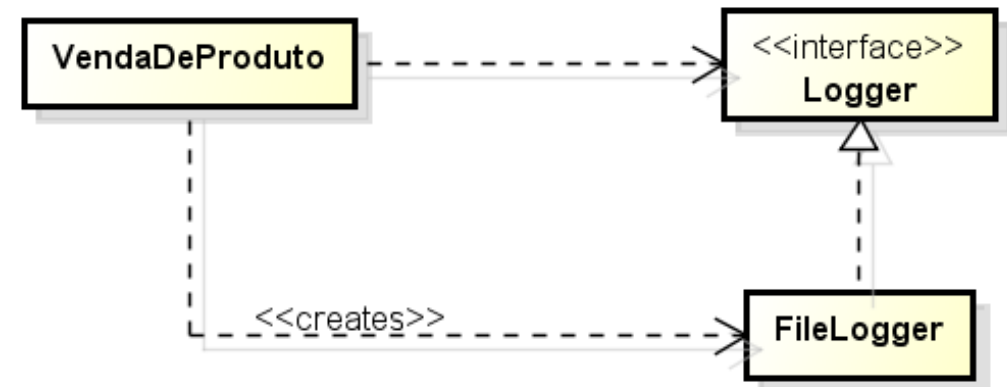 VendaDeProduto
<<interface>>
Logger
<<creates>>
FileLogger